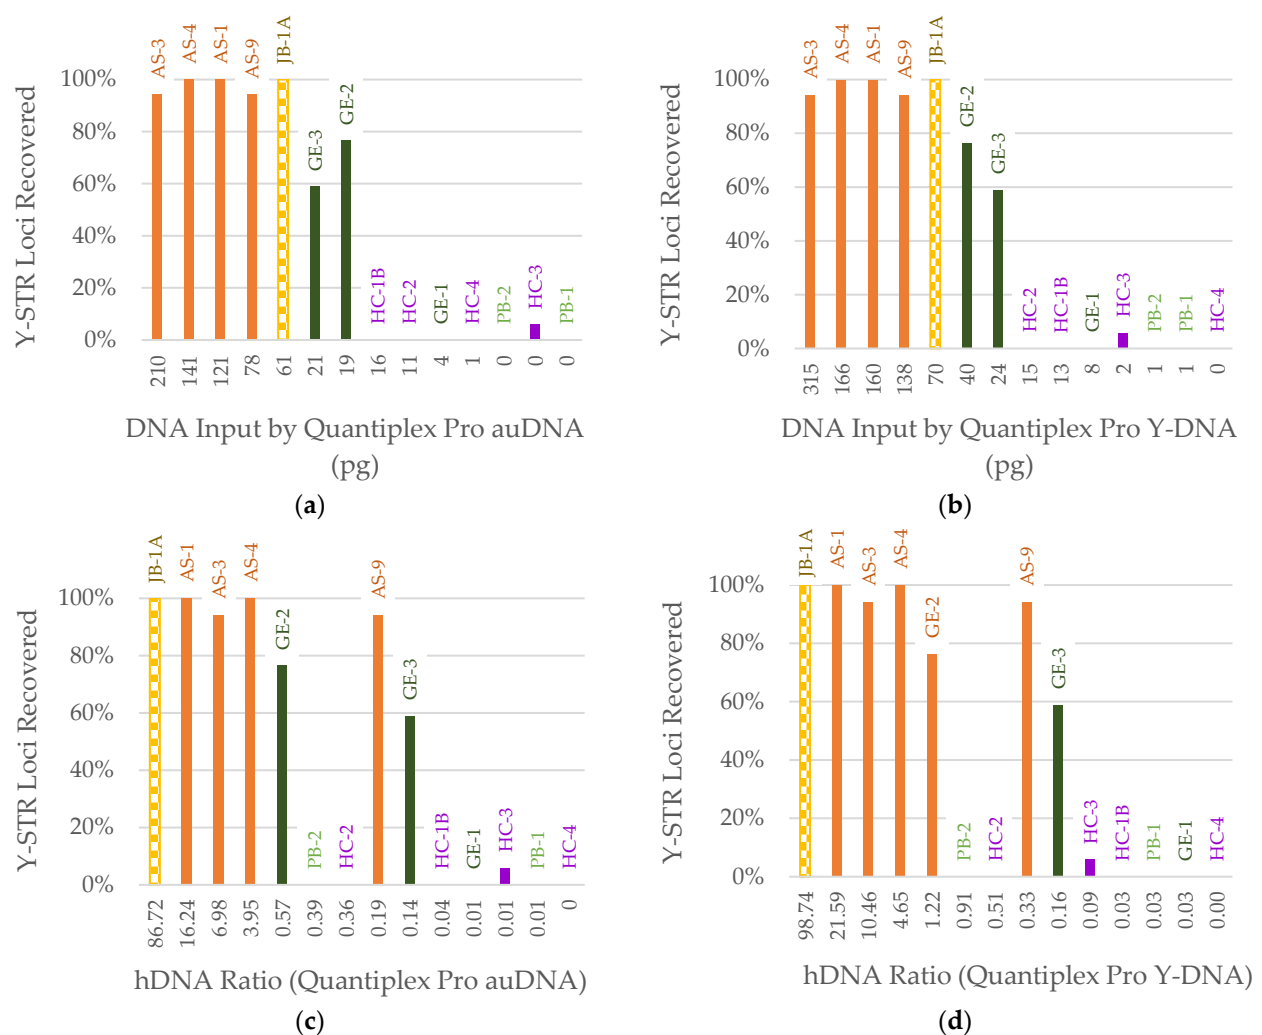 Y-STR Loci Recovered
100%
80%
60%
40%
20%
0%
AS-3
AS-4
AS-1
AS-9
JB-1A
GE-3
GE-2
HC-1B
HC-2
GE-1
HC-4
PB-2
HC-3
PB-1
210
141
121
78
61
21
19
16
11
4
1
0
0
0
DNA Input by Quantiplex Pro auDNA
(pg)
(a)
Y-STR Loci Recovered
100%
80%
60%
40%
20%
0%
AS-3
AS-4
AS-1
AS-9
JB-1A
GE-2
GE-3
HC-2
HC-1B
GE-1
HC-3
PB-2
PB-1
HC-4
315
166
160
138
70
40
24
15
13
8
2
1
1
0
DNA Input by Quantiplex Pro Y-DNA
(pg)
(b)
Y-STR Loci Recovered
100%
80%
60%
40%
20%
0%
JB-1A
AS-1
AS-3
AS-4
GE-2
PB-2
HC-2
AS-9
GE-3
HC-1B
GE-1
HC-3
PB-1
HC-4
86.72
16.24
6.98
3.95
0.57
0.39
0.36
0.19
0.14
0.04
0.01
0.01
0.01
0
hDNA Ratio (Quantiplex Pro auDNA)
(c)
Y-STR Loci Recovered
100%
80%
60%
40%
20%
0%
JB-1A
AS-1
AS-3
AS-4
GE-2
PB-2
HC-2
AS-9
GE-3
HC-3
HC-1B
PB-1
GE-1
HC-4
98.74
21.59
10.46
4.65
1.22
0.91
0.51
0.33
0.16
0.09
0.03
0.03
0.03
0.00
hDNA Ratio (Quantiplex Pro Y-DNA)
(d)